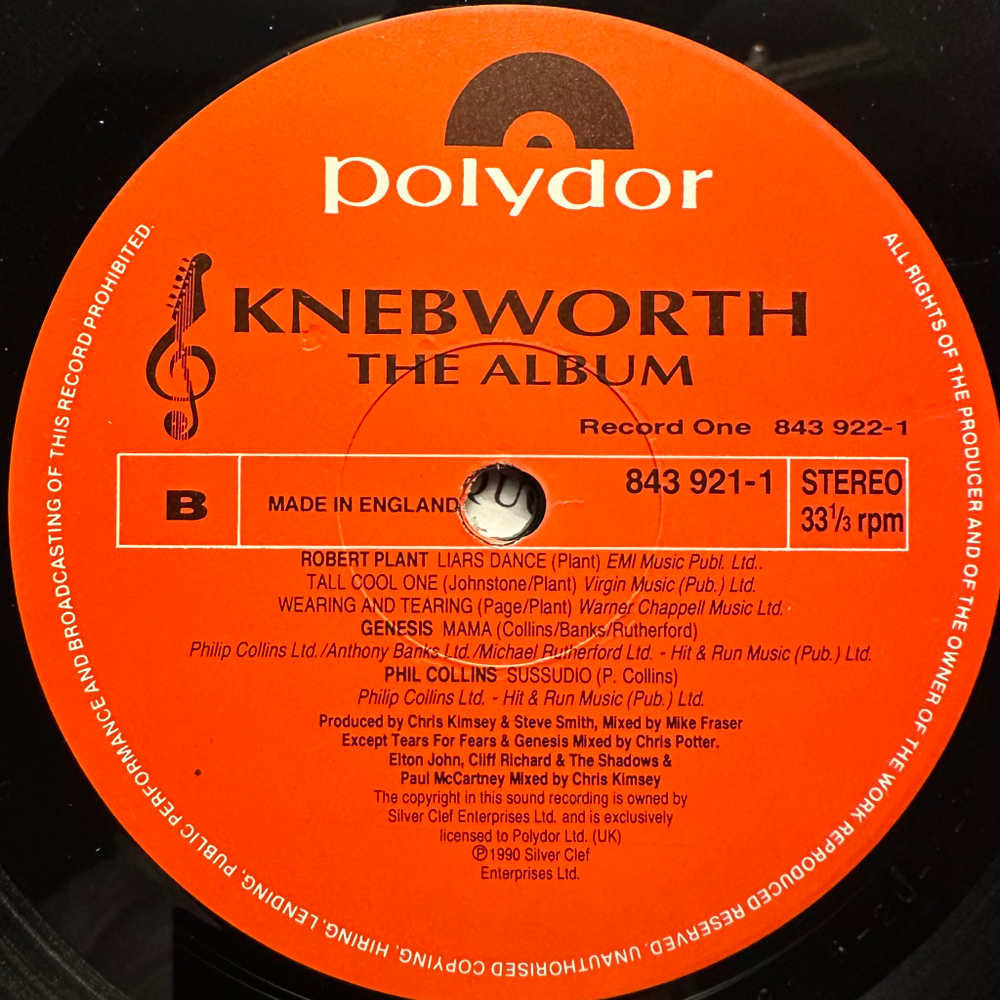 polydor
KNEBWORTH
THE ALBUM
Record One 843 922-1
B
MADE IN ENGLAND
843 921-1
STEREO
33⅓ rpm
ROBERT PLANT LIARS DANCE (Plant) EMI Music Publ. Ltd..
TALL COOL ONE (Johnstone/Plant) Virgin Music (Pub.) Ltd.
WEARING AND TEARING (Page/Plant) Warner Chappell Music Ltd.
GENESIS MAMA (Collins/Banks/Rutherford)
Philip Collins Ltd./Anthony Banks Ltd./Michael Rutherford Ltd. - Hit & Run Music (Pub.) Ltd.
PHIL COLLINS SUSSUDIO (P. Collins)
Philip Collins Ltd. - Hit & Run Music (Pub.) Ltd.
Produced by Chris Kimsey & Steve Smith, Mixed by Mike Fraser
Except Tears For Fears & Genesis Mixed by Chris Potter.
Elton John, Cliff Richard & The Shadows &
Paul McCartney Mixed by Chris Kimsey
The copyright in this sound recording is owned by
Silver Clef Enterprises Ltd. and is exclusively
licensed to Polydor Ltd. (UK)
℗1990 Silver Clef
Enterprises Ltd.
ALL RIGHTS OF THE PRODUCER AND OF THE OWNER OF THE WORK REPRODUCED RESERVED. UNAUTHORISED COPYING, HIRING, LENDING, PUBLIC PERFORMANCE AND BROADCASTING OF THIS RECORD PROHIBITED.